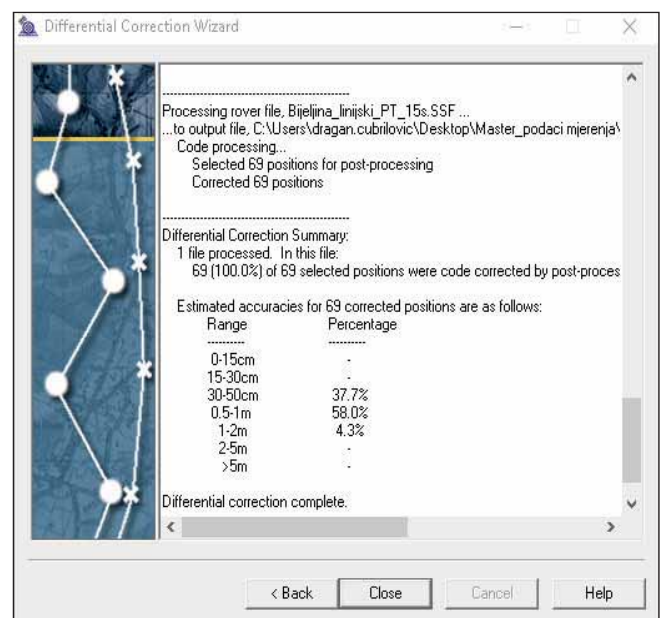 Differential Correction Wizard
----------------------------------------
Processing rover file, Bijeljina_linijski_PT_15s.SSF ...
...to output file, C:\Users\dragan.cubrilovic\Desktop\Master_podaci mjerenja\
Code processing...
Selected 69 positions for post-processing
Corrected 69 positions
----------------------------------------
Differential Correction Summary:
1 file processed. In this file:
69 (100.0%) of 69 selected positions were code corrected by post-proces
Estimated accuracies for 69 corrected positions are as follows:
Range Percentage
---------- ----------
0-15cm -
15-30cm -
30-50cm 37.7%
0.5-1m 58.0%
1-2m 4.3%
2-5m -
>5m -
Differential correction complete.
< Back Close Cancel Help